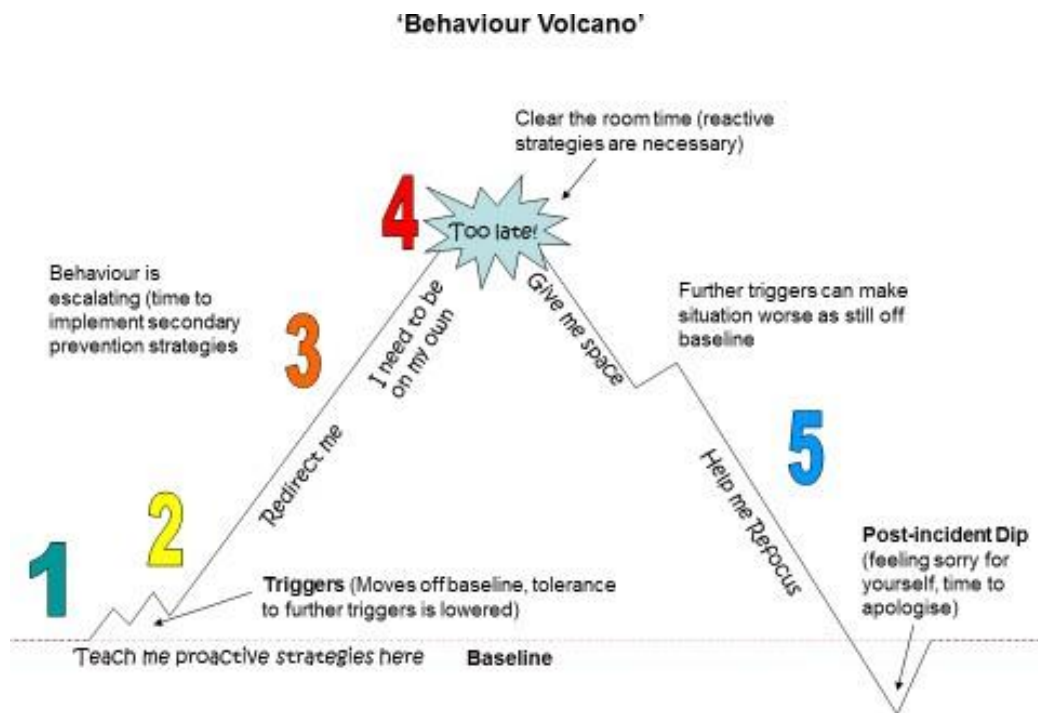 'Behaviour Volcano'
Clear the room time (reactive
strategies are necessary)
4
Too late!
Behaviour is
escalating (time to
implement secondary
prevention strategies
3
I need to be
on my own
Give me space
Further triggers can make
situation worse as still off
baseline
Redirect me
5
Help me Refocus
2
1
Triggers (Moves off baseline, tolerance
to further triggers is lowered)
Post-incident Dip
(feeling sorry for
yourself, time to
apologise)
Teach me proactive strategies here
Baseline